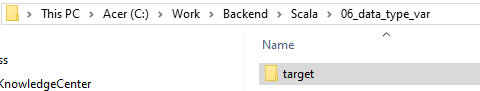 This PC > Acer (C:) > Work > Backend > Scala > 06_data_type_var
Name
ss
KnowledgeCenter
target